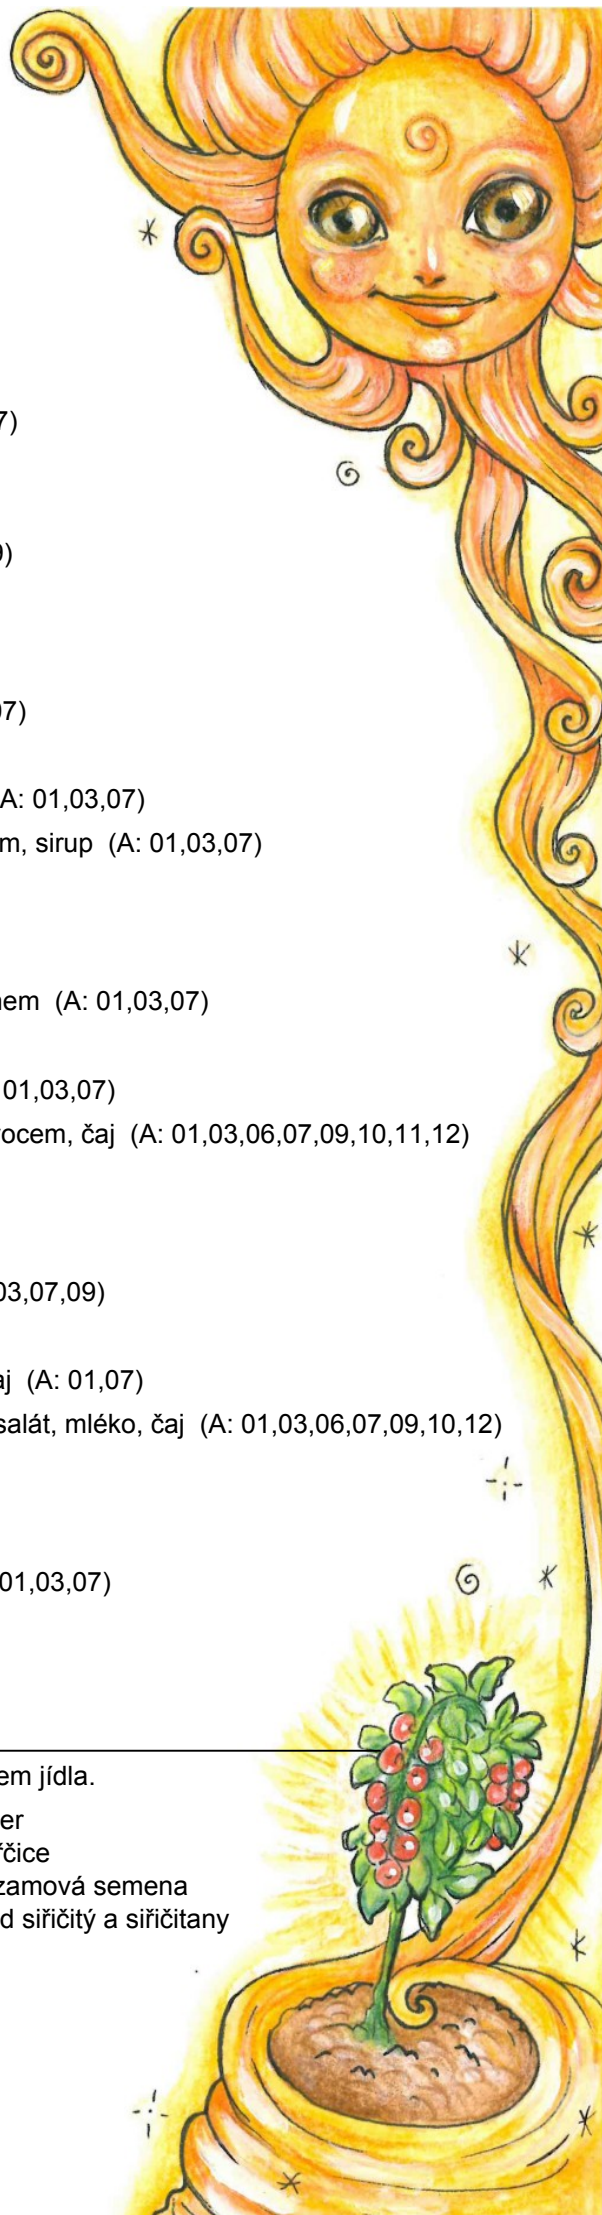 7)
9)
07)
A: 01,03,07)
m, sirup (A: 01,03,07)
nem (A: 01,03,07)
01,03,07)
vocem, čaj (A: 01,03,06,07,09,10,11,12)
03,07,09)
aj (A: 01,07)
salát, mléko, čaj (A: 01,03,06,07,09,10,12)
01,03,07)
em jídla.
er
řčice
zamová semena
d siřičitý a siřičitany